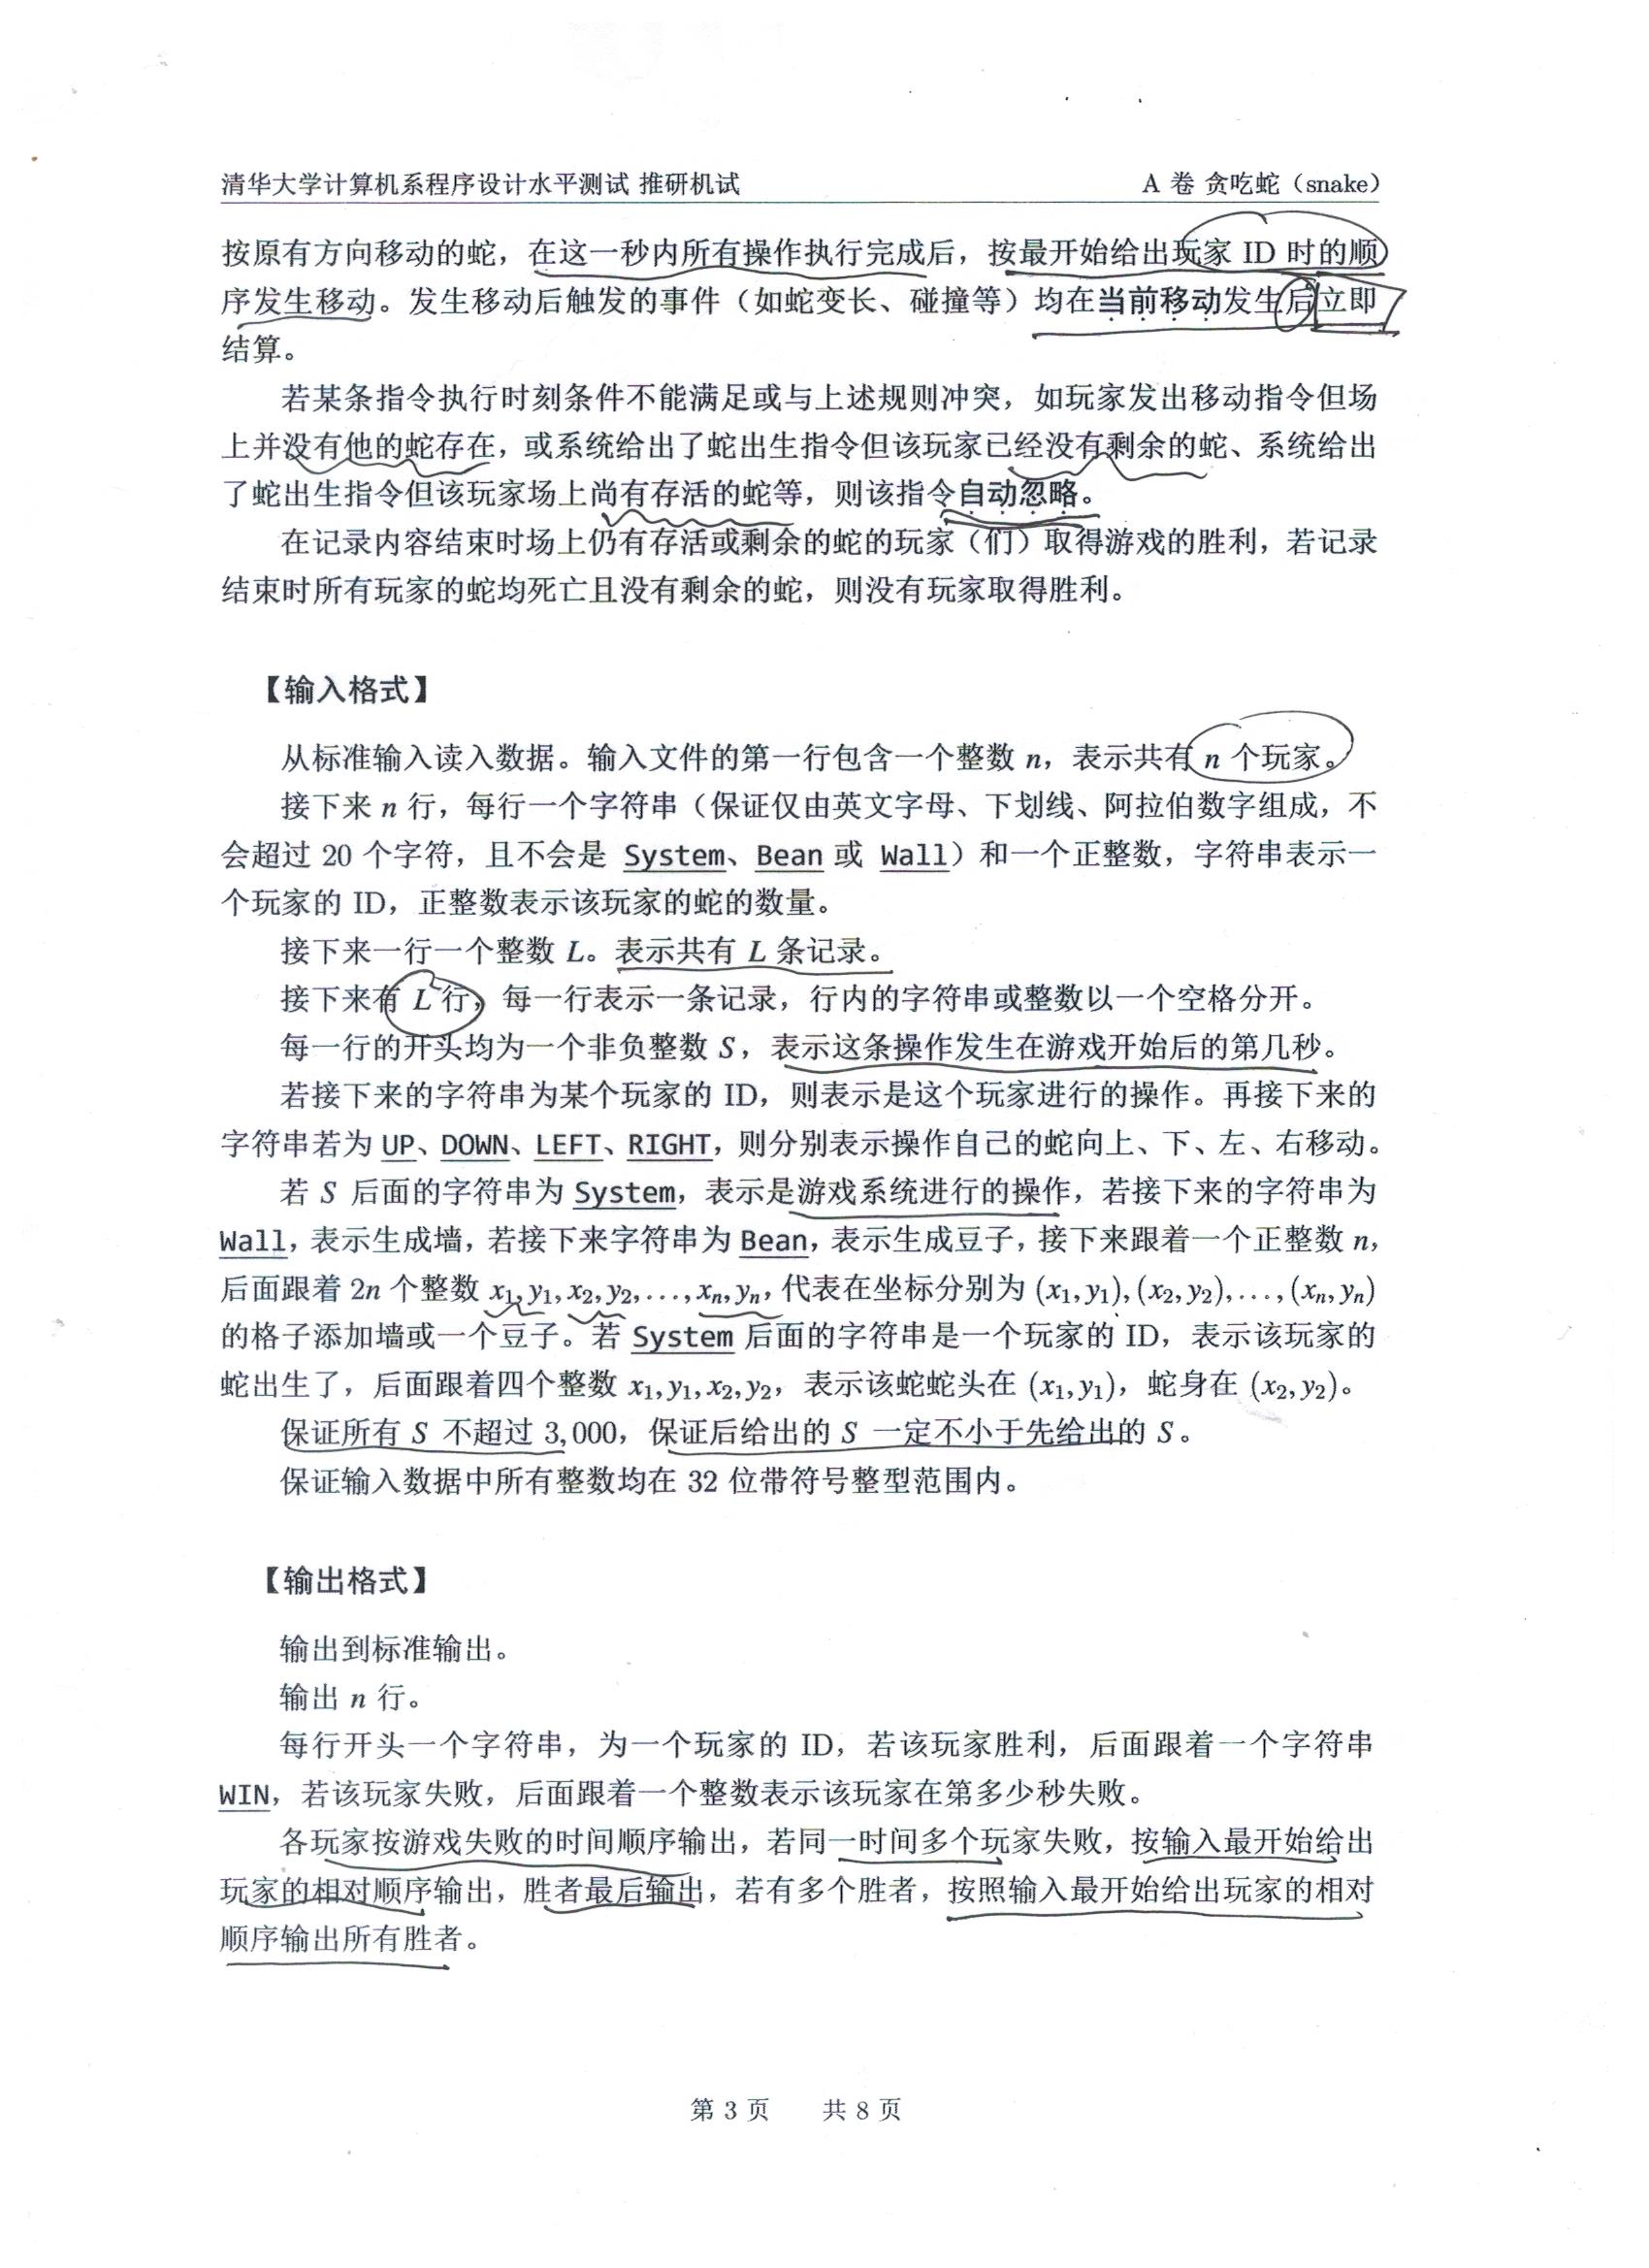 清华大学计算机系程序设计水平测试 推研机试 A 卷 贪吃蛇（snake）
按原有方向移动的蛇，在这一秒内所有操作执行完成后，按最开始给出玩家 ID 时的顺
序发生移动。发生移动后触发的事件（如蛇变长、碰撞等）均在当前移动发生后立即
结算。
若某条指令执行时刻条件不能满足或与上述规则冲突，如玩家发出移动指令但场
上并没有他的蛇存在，或系统给出了蛇出生指令但该玩家已经没有剩余的蛇、系统给出
了蛇出生指令但该玩家场上尚有存活的蛇等，则该指令自动忽略。
在记录内容结束时场上仍有存活或剩余的蛇的玩家（们）取得游戏的胜利，若记录
结束时所有玩家的蛇均死亡且没有剩余的蛇，则没有玩家取得胜利。
【输入格式】
从标准输入读入数据。输入文件的第一行包含一个整数 n，表示共有 n 个玩家。
接下来 n 行，每行一个字符串（保证仅由英文字母、下划线、阿拉伯数字组成，不
会超过 20 个字符，且不会是 System、Bean 或 Wall）和一个正整数，字符串表示一
个玩家的 ID，正整数表示该玩家的蛇的数量。
接下来一行一个整数 L。表示共有 L 条记录。
接下来有 L 行，每一行表示一条记录，行内的字符串或整数以一个空格分开。
每一行的开头均为一个非负整数 S，表示这条操作发生在游戏开始后的第几秒。
若接下来的字符串为某个玩家的 ID，则表示是这个玩家进行的操作。再接下来的
字符串若为 UP、DOWN、LEFT、RIGHT，则分别表示操作自己的蛇向上、下、左、右移动。
若 S 后面的字符串为 System，表示是游戏系统进行的操作，若接下来的字符串为
Wall，表示生成墙，若接下来字符串为 Bean，表示生成豆子，接下来跟着一个正整数 n，
后面跟着 2n 个整数 x₁,y₁,x₂,y₂,...,xₙ,yₙ，代表在坐标分别为 (x₁,y₁),(x₂,y₂),...,(xₙ,yₙ)
的格子添加墙或一个豆子。若 System 后面的字符串是一个玩家的 ID，表示该玩家的
蛇出生了，后面跟着四个整数 x₁,y₁,x₂,y₂，表示该蛇蛇头在 (x₁,y₁)，蛇身在 (x₂,y₂)。
保证所有 S 不超过 3,000，保证后给出的 S 一定不小于先给出的 S。
保证输入数据中所有整数均在 32 位带符号整型范围内。
【输出格式】
输出到标准输出。
输出 n 行。
每行开头一个字符串，为一个玩家的 ID，若该玩家胜利，后面跟着一个字符串
WIN，若该玩家失败，后面跟着一个整数表示该玩家在第多少秒失败。
各玩家按游戏失败的时间顺序输出，若同一时间多个玩家失败，按输入最开始给出
玩家的相对顺序输出，胜者最后输出，若有多个胜者，按照输入最开始给出玩家的相对
顺序输出所有胜者。
第 3 页 共 8 页